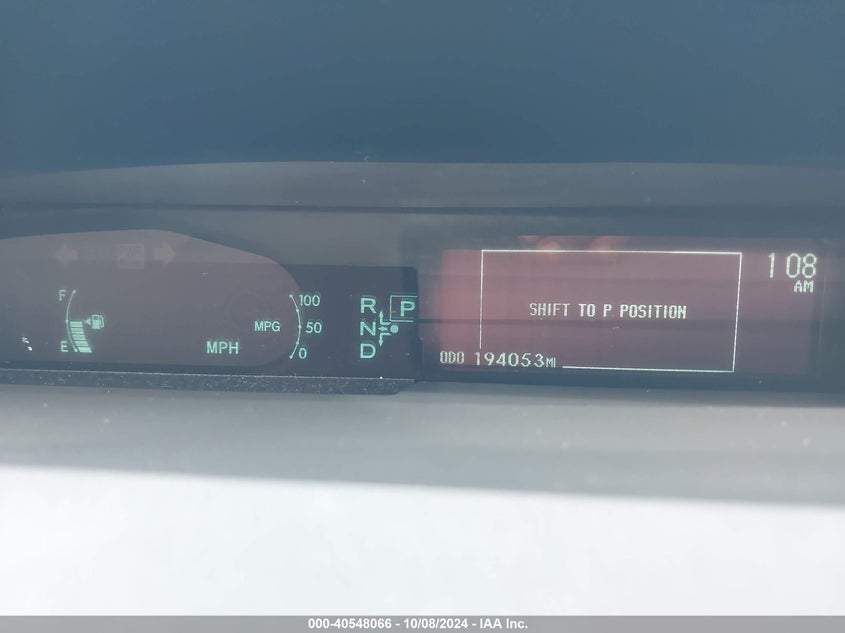 F
E
MPH
MPG
100
50
0
R
N
D
P
SHIFT TO P POSITION
1 08
AM
ODO 194053 MI
000-40548066 - 10/08/2024 - IAA Inc.